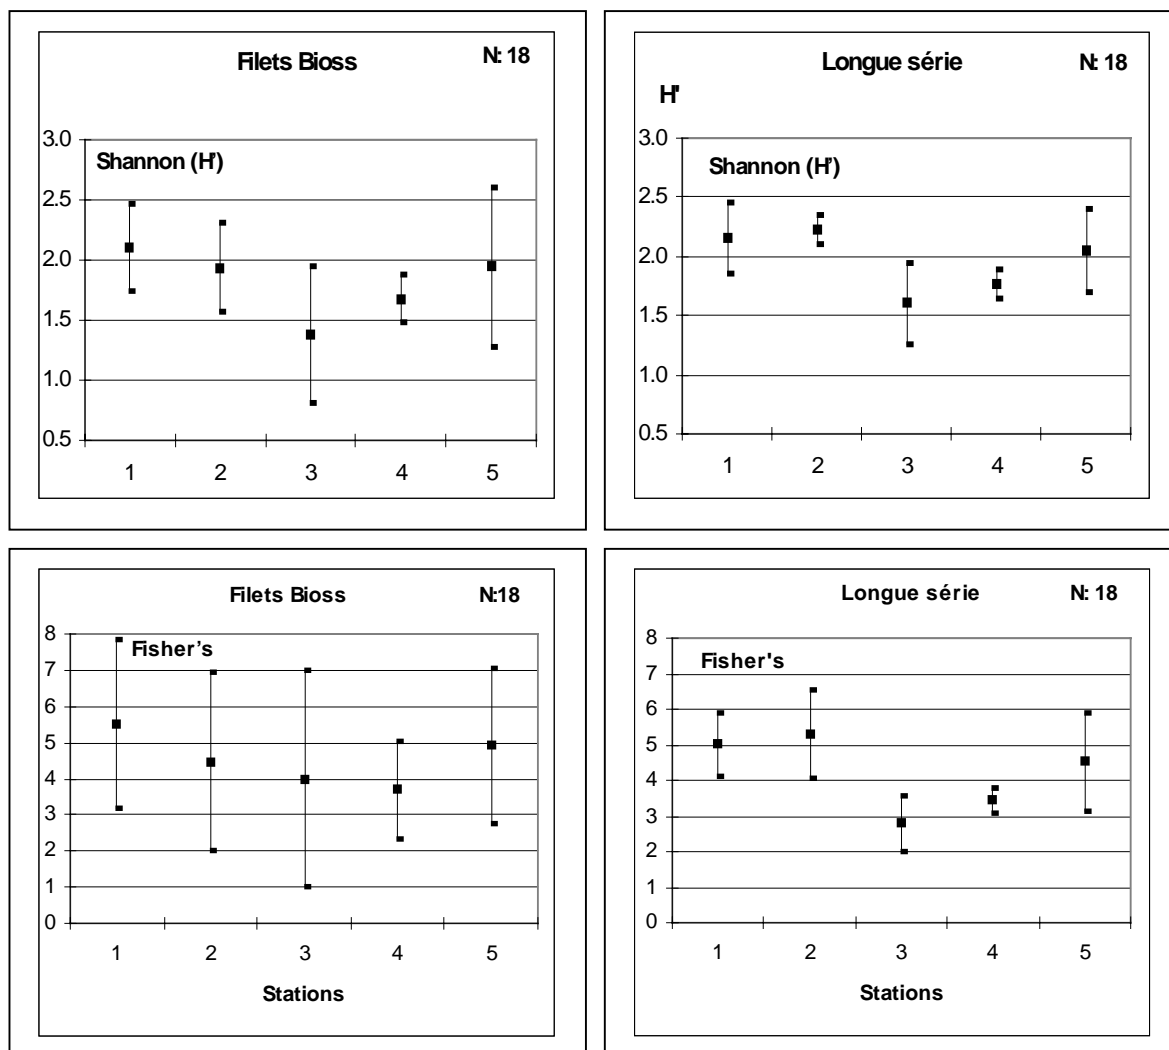 Filets Bioss N: 18
3.0
Shannon (H')
2.5
2.0
1.5
1.0
0.5
1 2 3 4 5
Longue série N: 18
H'
3.0
Shannon (H')
2.5
2.0
1.5
1.0
0.5
1 2 3 4 5
Filets Bioss N:18
8
Fisher’s
7
6
5
4
3
2
1
0
1 2 3 4 5
Stations
Longue série N: 18
8
Fisher's
7
6
5
4
3
2
1
0
1 2 3 4 5
Stations